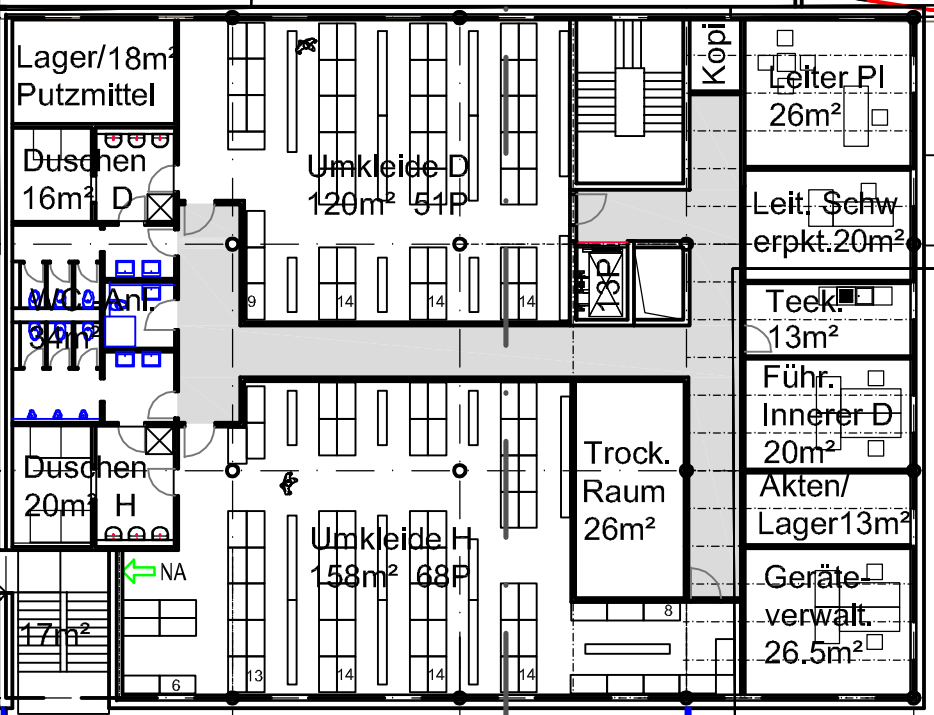 Lager/18m²
Putzmittel
Duschen
16m² D
WC-Anl.
34m²
Duschen
20m² H
NA
17m²
6
Umkleide D
120m² 51P
9
14
14
14
Umkleide H
158m² 68P
13
14
14
14
8
13P
Trock.
Raum
26m²
Kopi
Leiter Pl
26m²
Leit. Schw
erpkt.20m²
Teek.
13m²
Führ.
Innerer D
20m²
Akten/
Lager13m²
Geräte-
verwalt.
26.5m²